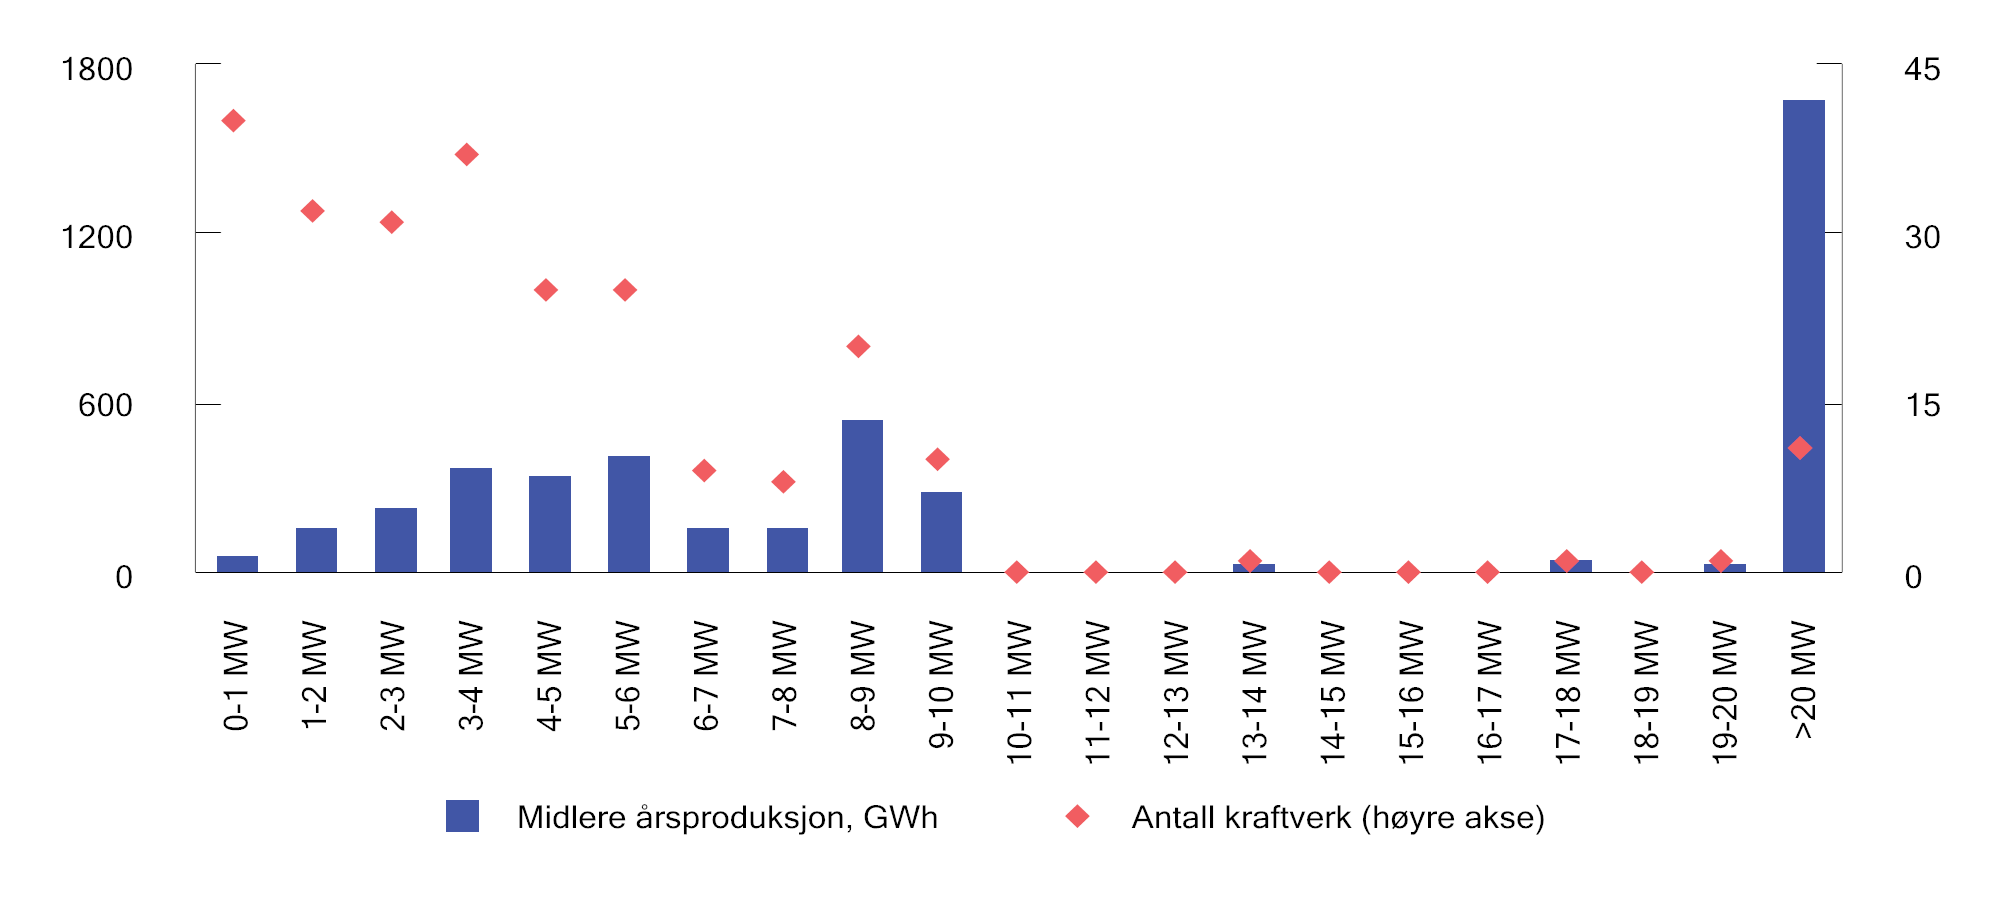 1800
45
1200
30
600
15
0
0
0-1 MW
1-2 MW
2-3 MW
3-4 MW
4-5 MW
5-6 MW
6-7 MW
7-8 MW
8-9 MW
9-10 MW
10-11 MW
11-12 MW
12-13 MW
13-14 MW
14-15 MW
15-16 MW
16-17 MW
17-18 MW
18-19 MW
19-20 MW
>20 MW
Midlere årsproduksjon, GWh
Antall kraftverk (høyre akse)